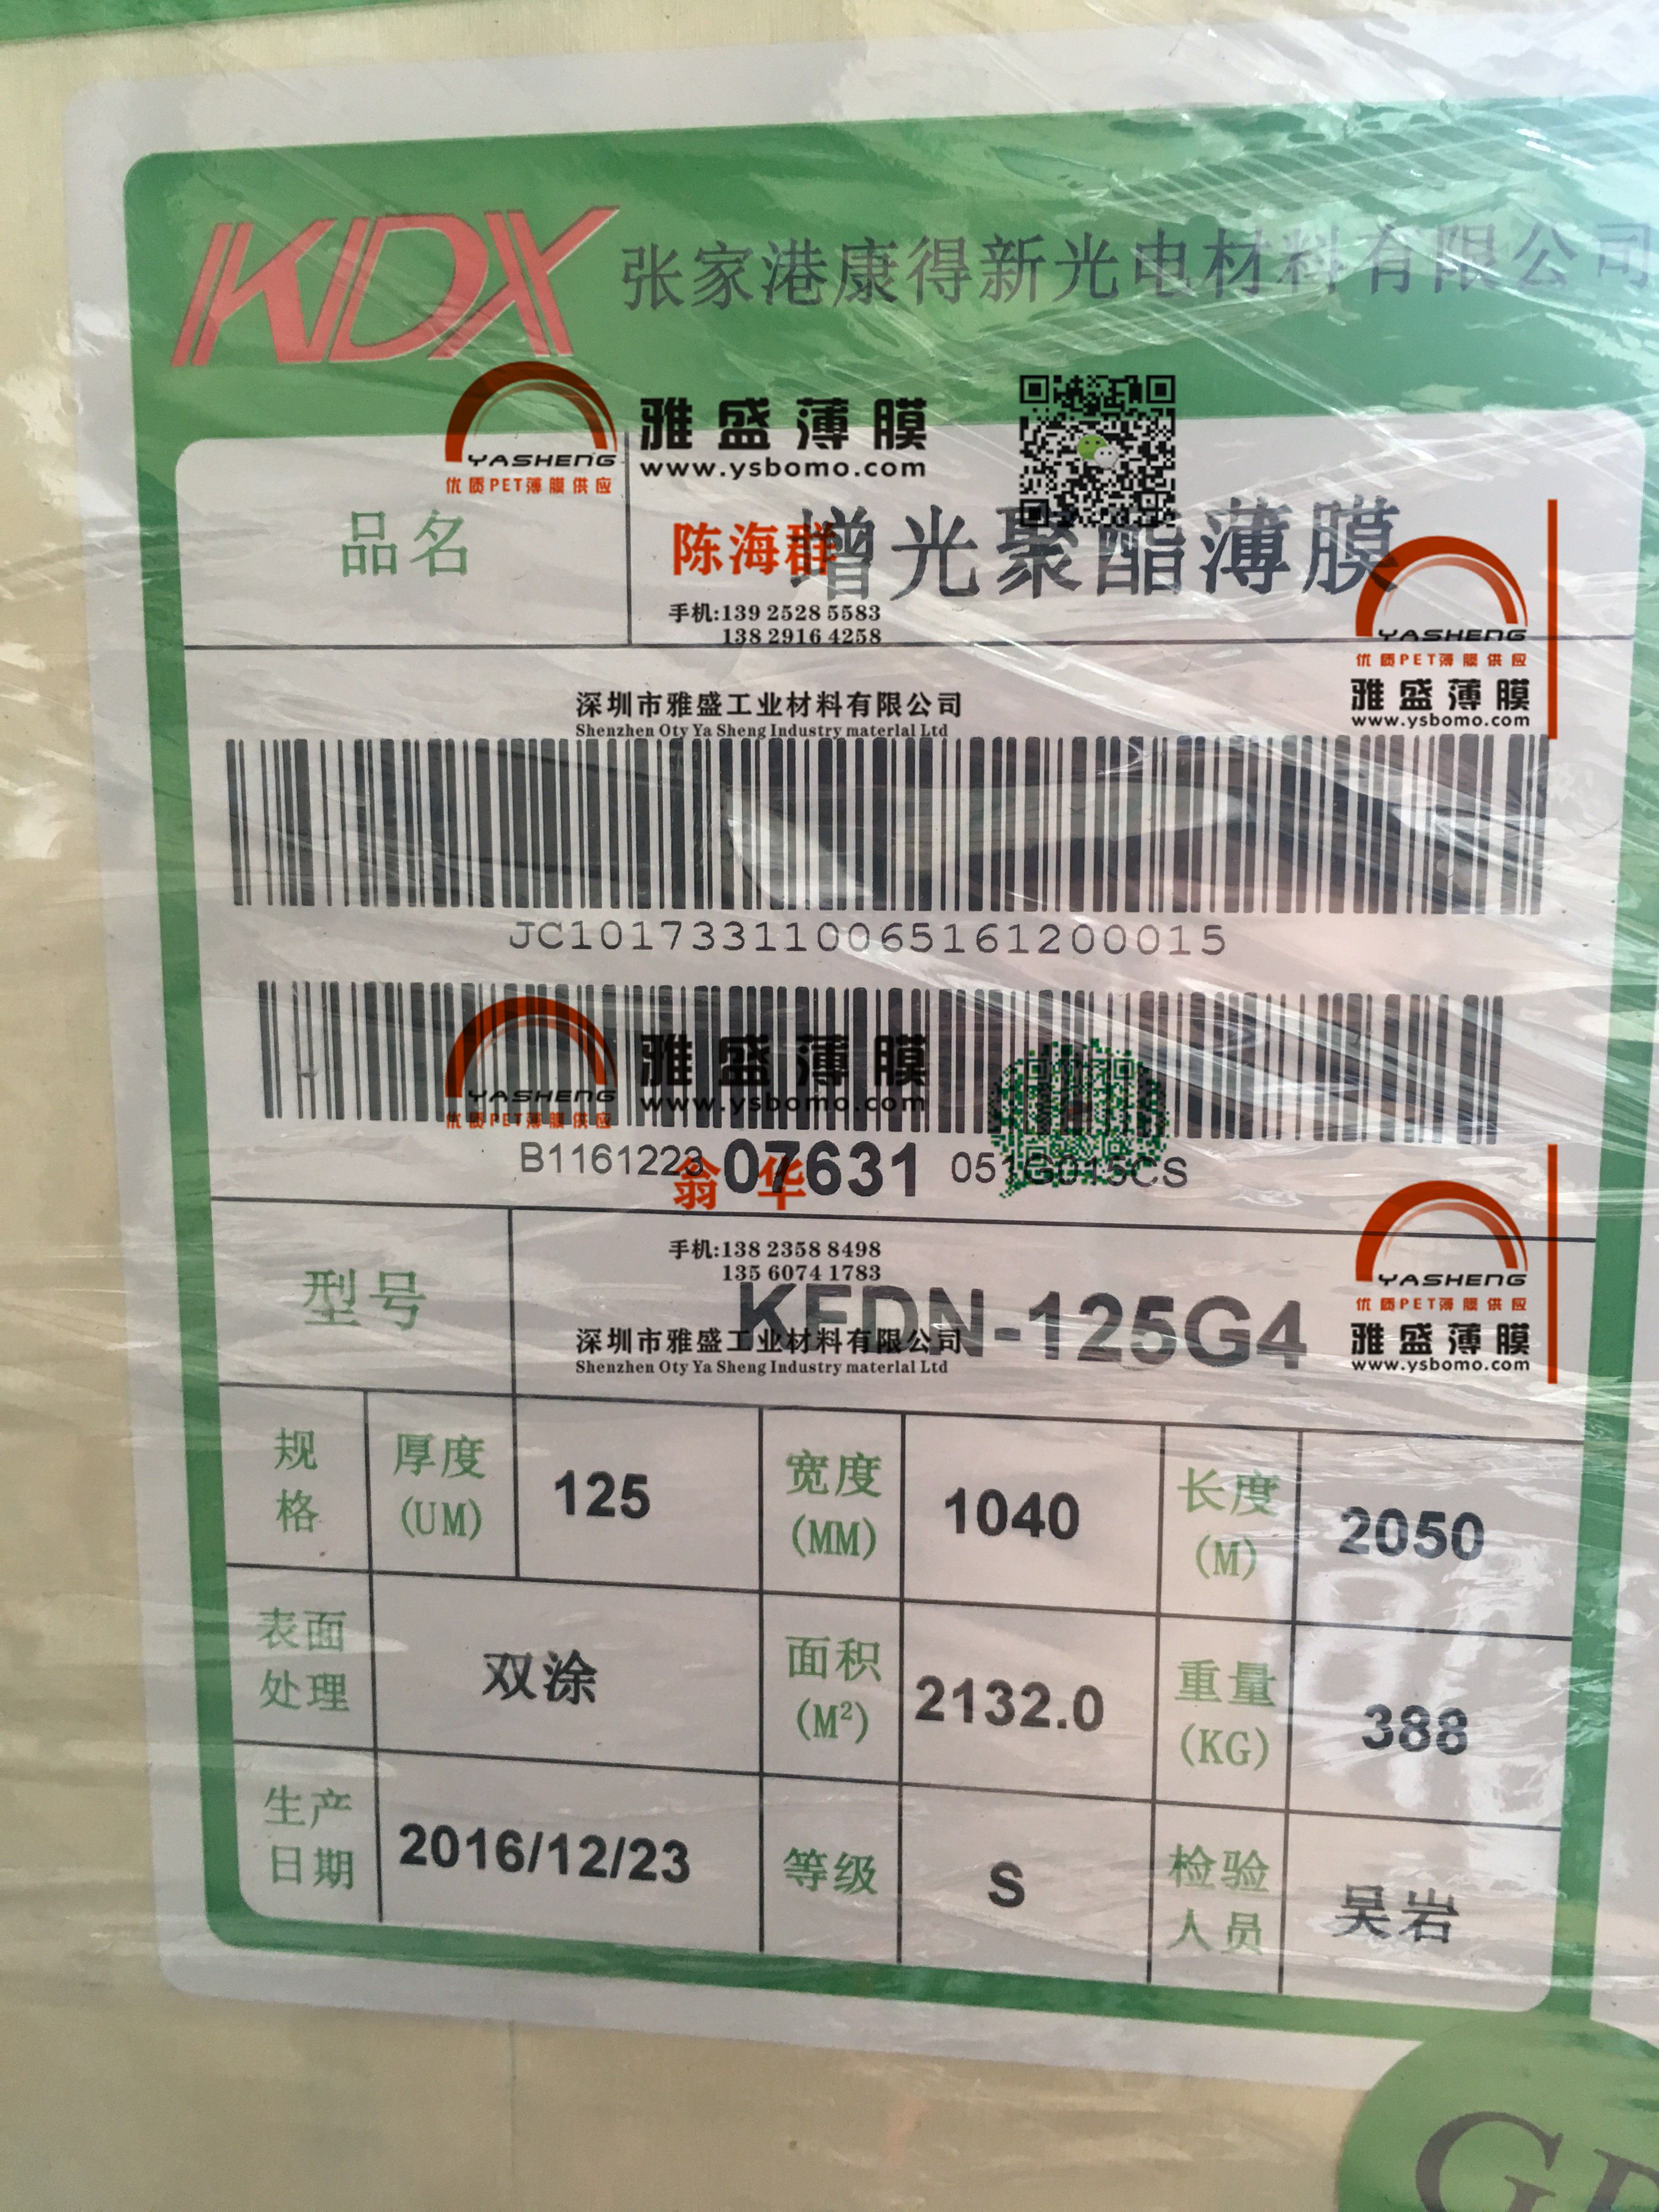 KDX 张家港康得新光电材料有限公司
YASHENG
优质PET薄膜供应
雅盛薄膜
www.ysbomo.com
品名
增光聚酯薄膜
陈海群
手机:139 2528 5583
138 2916 4258
YASHENG
优质PET薄膜供应
雅盛薄膜
www.ysbomo.com
深圳市雅盛工业材料有限公司
Shenzhen Oty Ya Sheng Industry materlal Ltd
JC101733110065161200015
YASHENG
优质PET薄膜供应
雅盛薄膜
www.ysbomo.com
B1161223 07631 051G015CS
翁华
手机:138 2358 8498
135 6074 1783
型号
KFDN-125G4
深圳市雅盛工业材料有限公司
Shenzhen Oty Ya Sheng Industry materlal Ltd
YASHENG
优质PET薄膜供应
雅盛薄膜
www.ysbomo.com
规格 厚度(UM) 125 宽度(MM) 1040 长度(M) 2050
表面处理 双涂 面积(M²) 2132.0 重量(KG) 388
生产日期 2016/12/23 等级 S 检验人员 吴岩